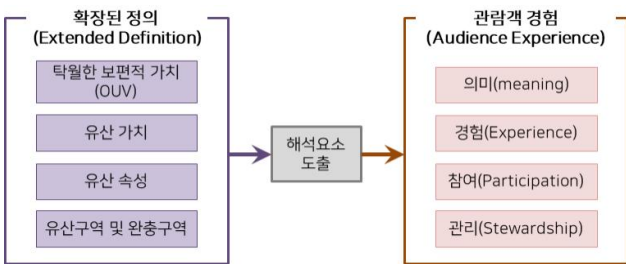 확장된 정의
(Extended Definition)
탁월한 보편적 가치
(OUV)
유산 가치
유산 속성
유산구역 및 완충구역
해석요소
도출
관람객 경험
(Audience Experience)
의미(meaning)
경험(Experience)
참여(Participation)
관리(Stewardship)